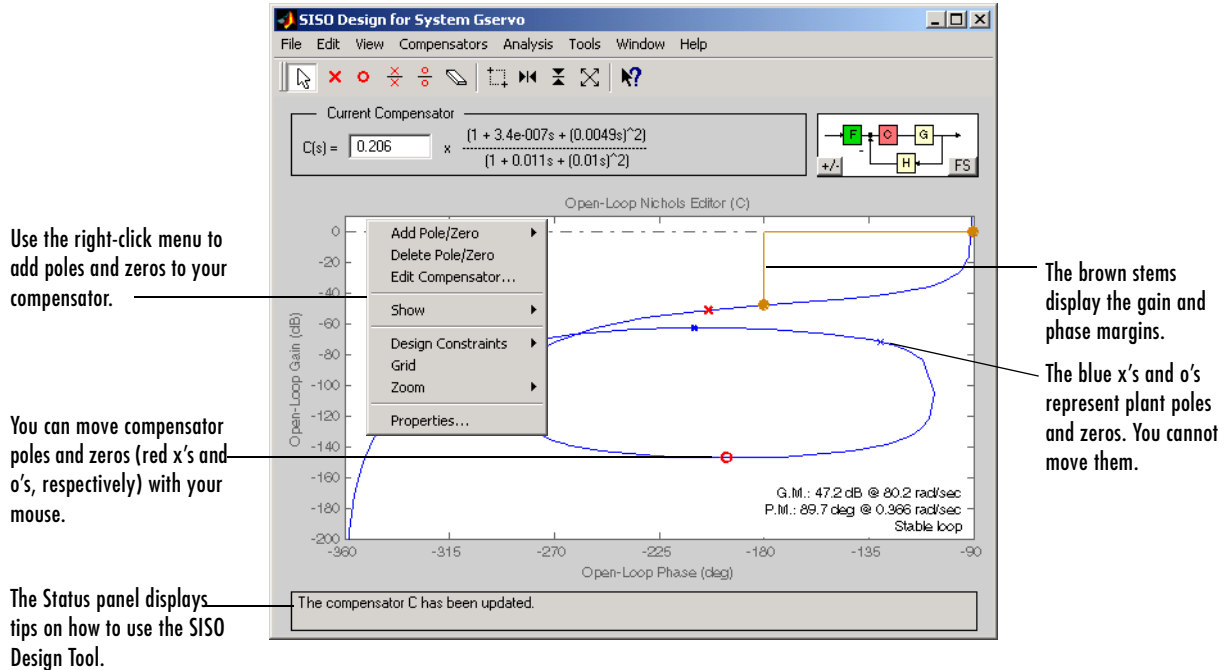 SISO Design for System Gservo
File Edit View Compensators Analysis Tools Window Help
Current Compensator
C(s) = 0.206 x (1 + 3.4e-007s + (0.0049s)^2)
(1 + 0.011s + (0.01s)^2)
F C G
H
+/- FS
Open-Loop Nichols Editor (C)
Use the right-click menu to
add poles and zeros to your
compensator.
You can move compensator
poles and zeros (red x's and
o's, respectively) with your
mouse.
The Status panel displays
tips on how to use the SISO
Design Tool.
Open-Loop Gain (dB)
0
-20
-40
-60
-80
-100
-120
-140
-160
-180
-200
Add Pole/Zero
Delete Pole/Zero
Edit Compensator...
Show
Design Constraints
Grid
Zoom
Properties...
G.M.: 47.2 dB @ 80.2 rad/sec
P.M.: 89.7 deg @ 0.366 rad/sec
Stable loop
-360 -315 -270 -225 -180 -135 -90
Open-Loop Phase (deg)
The compensator C has been updated.
The brown stems
display the gain and
phase margins.
The blue x's and o's
represent plant poles
and zeros. You cannot
move them.